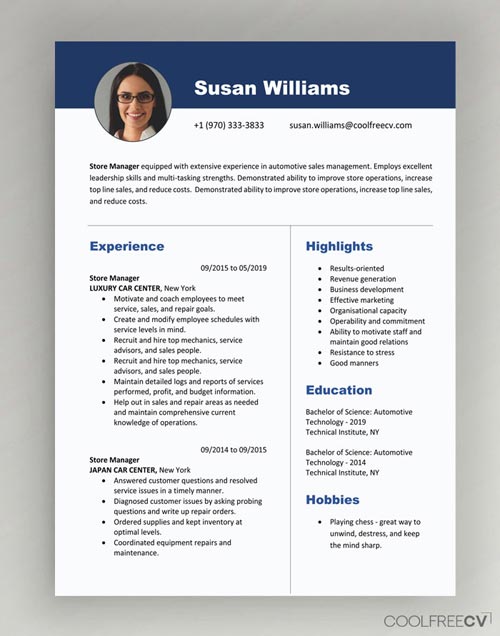 Susan Williams
+1 (970) 333-3833 susan.williams@coolfreecv.com
Store Manager equipped with extensive experience in automotive sales management. Employs excellent
leadership skills and multi-tasking strengths. Demonstrated ability to improve store operations, increase
top line sales, and reduce costs. Demonstrated ability to improve store operations, increase top line sales,
and reduce costs.
Experience
09/2015 to 05/2019
Store Manager
LUXURY CAR CENTER, New York
• Motivate and coach employees to meet
service, sales, and repair goals.
• Create and modify employee schedules with
service levels in mind.
• Recruit and hire top mechanics, service
advisors, and sales people.
• Recruit and hire top mechanics, service
advisors, and sales people.
• Maintain detailed logs and reports of services
performed, profit, and budget information.
• Help out in sales and repair areas as needed
and maintain comprehensive current
knowledge of operations.
09/2014 to 09/2015
Store Manager
JAPAN CAR CENTER, New York
• Answered customer questions and resolved
service issues in a timely manner.
• Diagnosed customer issues by asking probing
questions and write up repair orders.
• Ordered supplies and kept inventory at
optimal levels.
• Coordinated equipment repairs and
maintenance.
Highlights
• Results-oriented
• Revenue generation
• Business development
• Effective marketing
• Organisational capacity
• Operability and commitment
• Ability to motivate staff and
maintain good relations
• Resistance to stress
• Good manners
Education
Bachelor of Science: Automotive
Technology - 2019
Technical Institute, NY
Bachelor of Science: Automotive
Technology - 2014
Technical Institute, NY
Hobbies
• Playing chess - great way to
unwind, destress, and keep
the mind sharp.
COOLFREECV